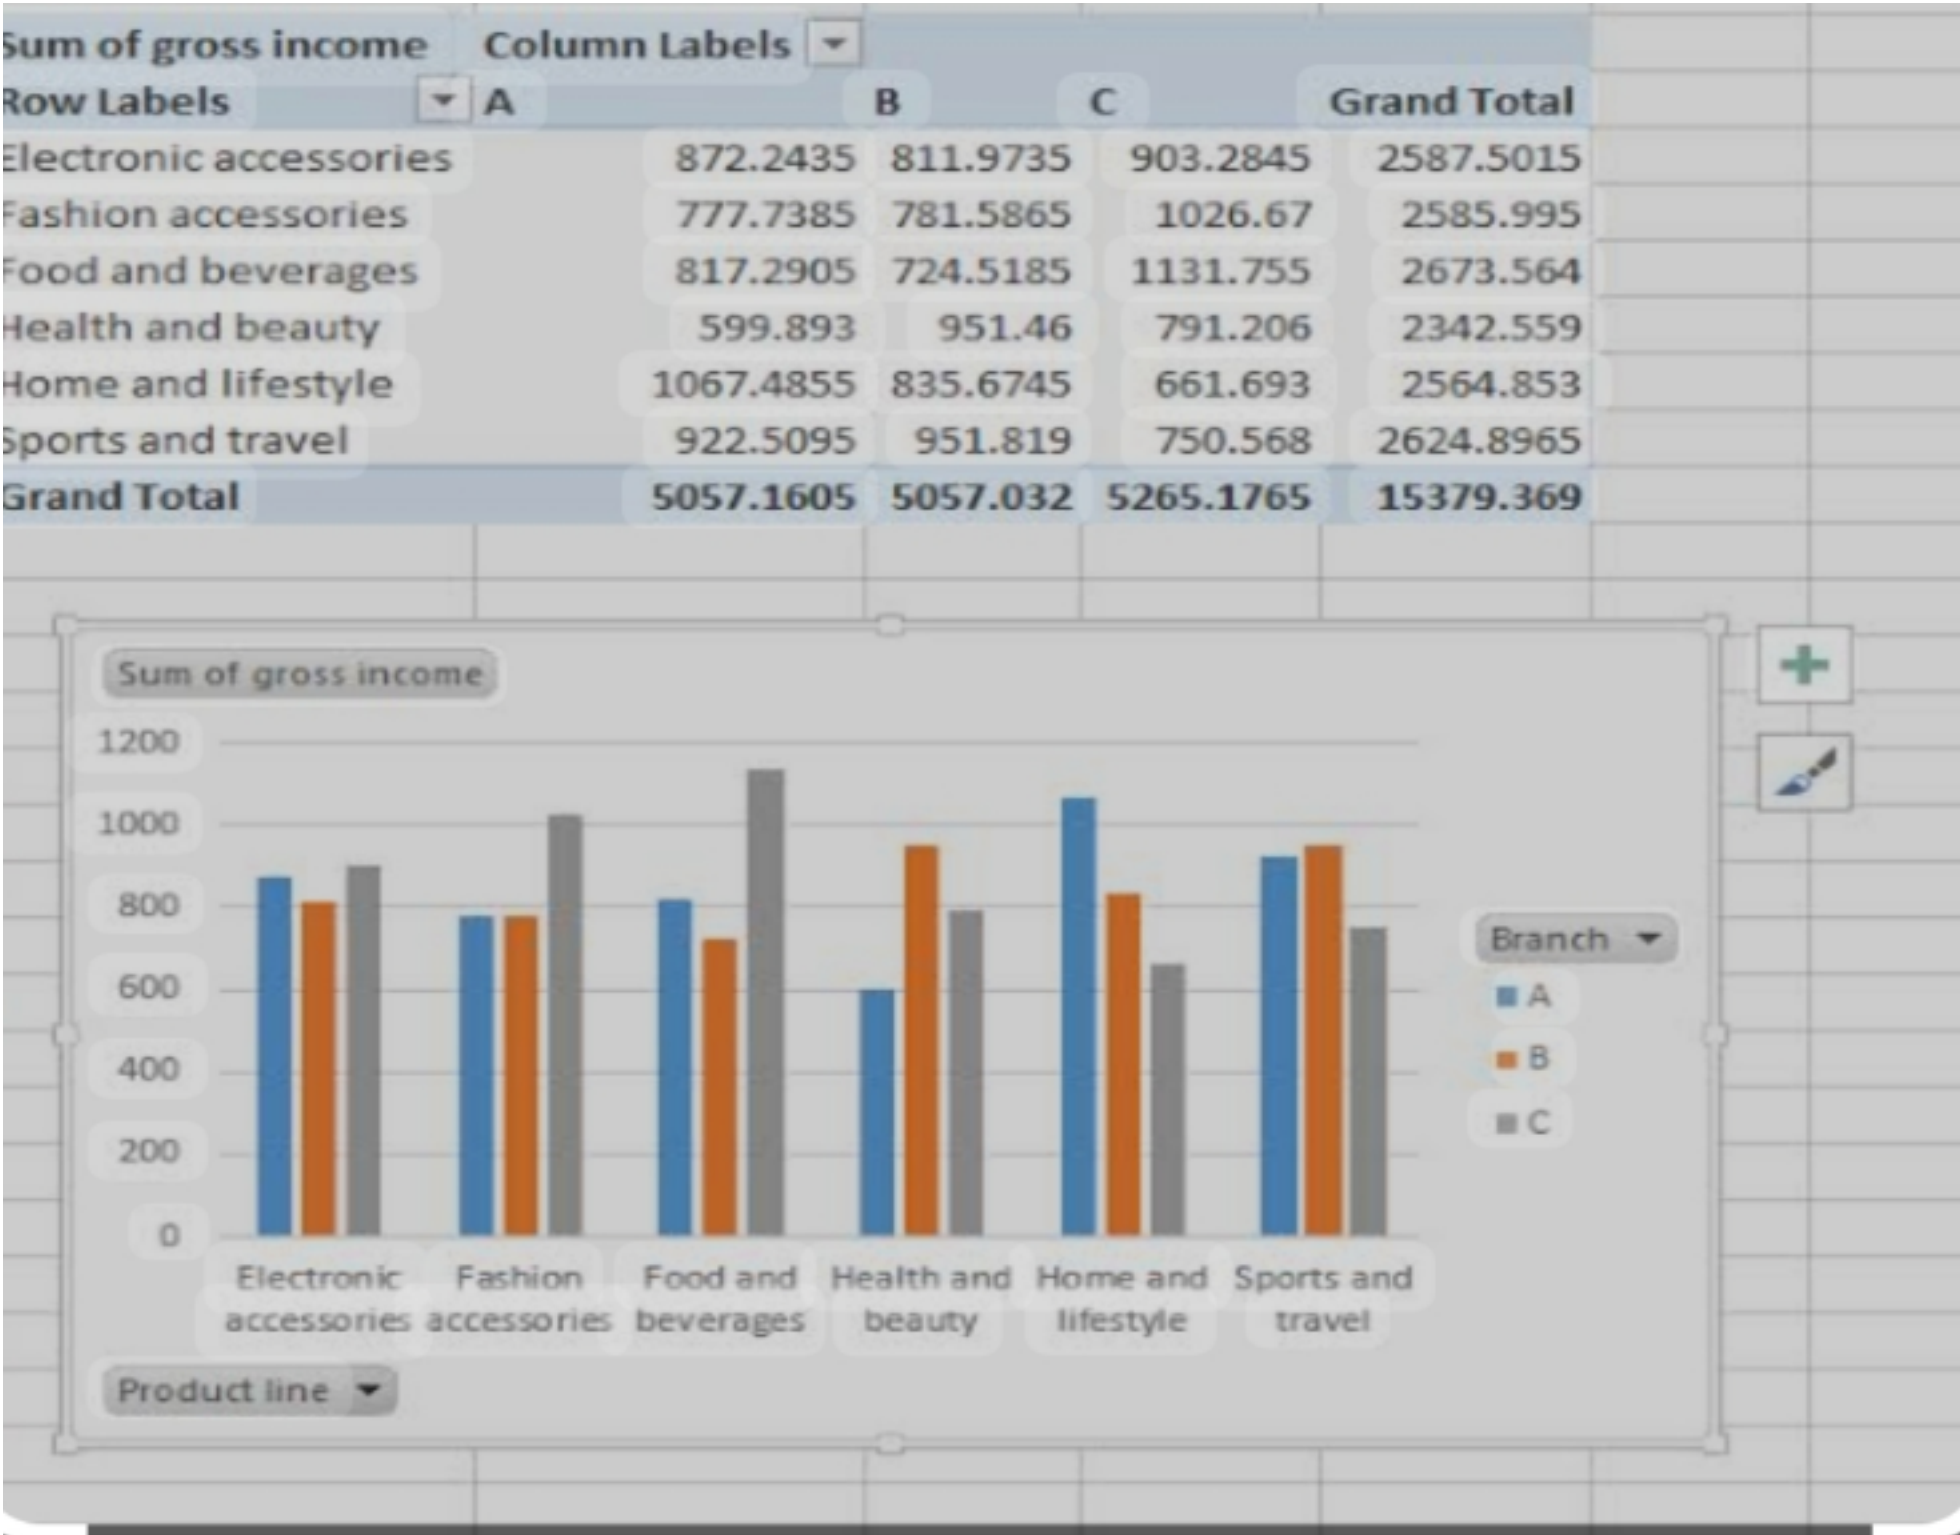 Sum of gross income Column Labels
Row Labels A B C Grand Total
Electronic accessories 872.2435 811.9735 903.2845 2587.5015
Fashion accessories 777.7385 781.5865 1026.67 2585.995
Food and beverages 817.2905 724.5185 1131.755 2673.564
Health and beauty 599.893 951.46 791.206 2342.559
Home and lifestyle 1067.4855 835.6745 661.693 2564.853
Sports and travel 922.5095 951.819 750.568 2624.8965
Grand Total 5057.1605 5057.032 5265.1765 15379.369
Sum of gross income
1200
1000
800
600
400
200
0
Branch
A
B
C
Electronic accessories
Fashion accessories
Food and beverages
Health and beauty
Home and lifestyle
Sports and travel
Product line